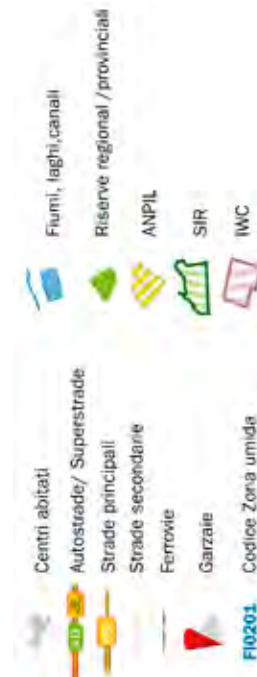 Centri abitati
Autostrade/ Superstrade
Strade principali
Strade secondarie
Ferrovie
Garzaie
FI0201 Codice Zona umida
Fiumi, laghi,canali
Riserve regional /provinciali
ANPIL
SIR
IWC